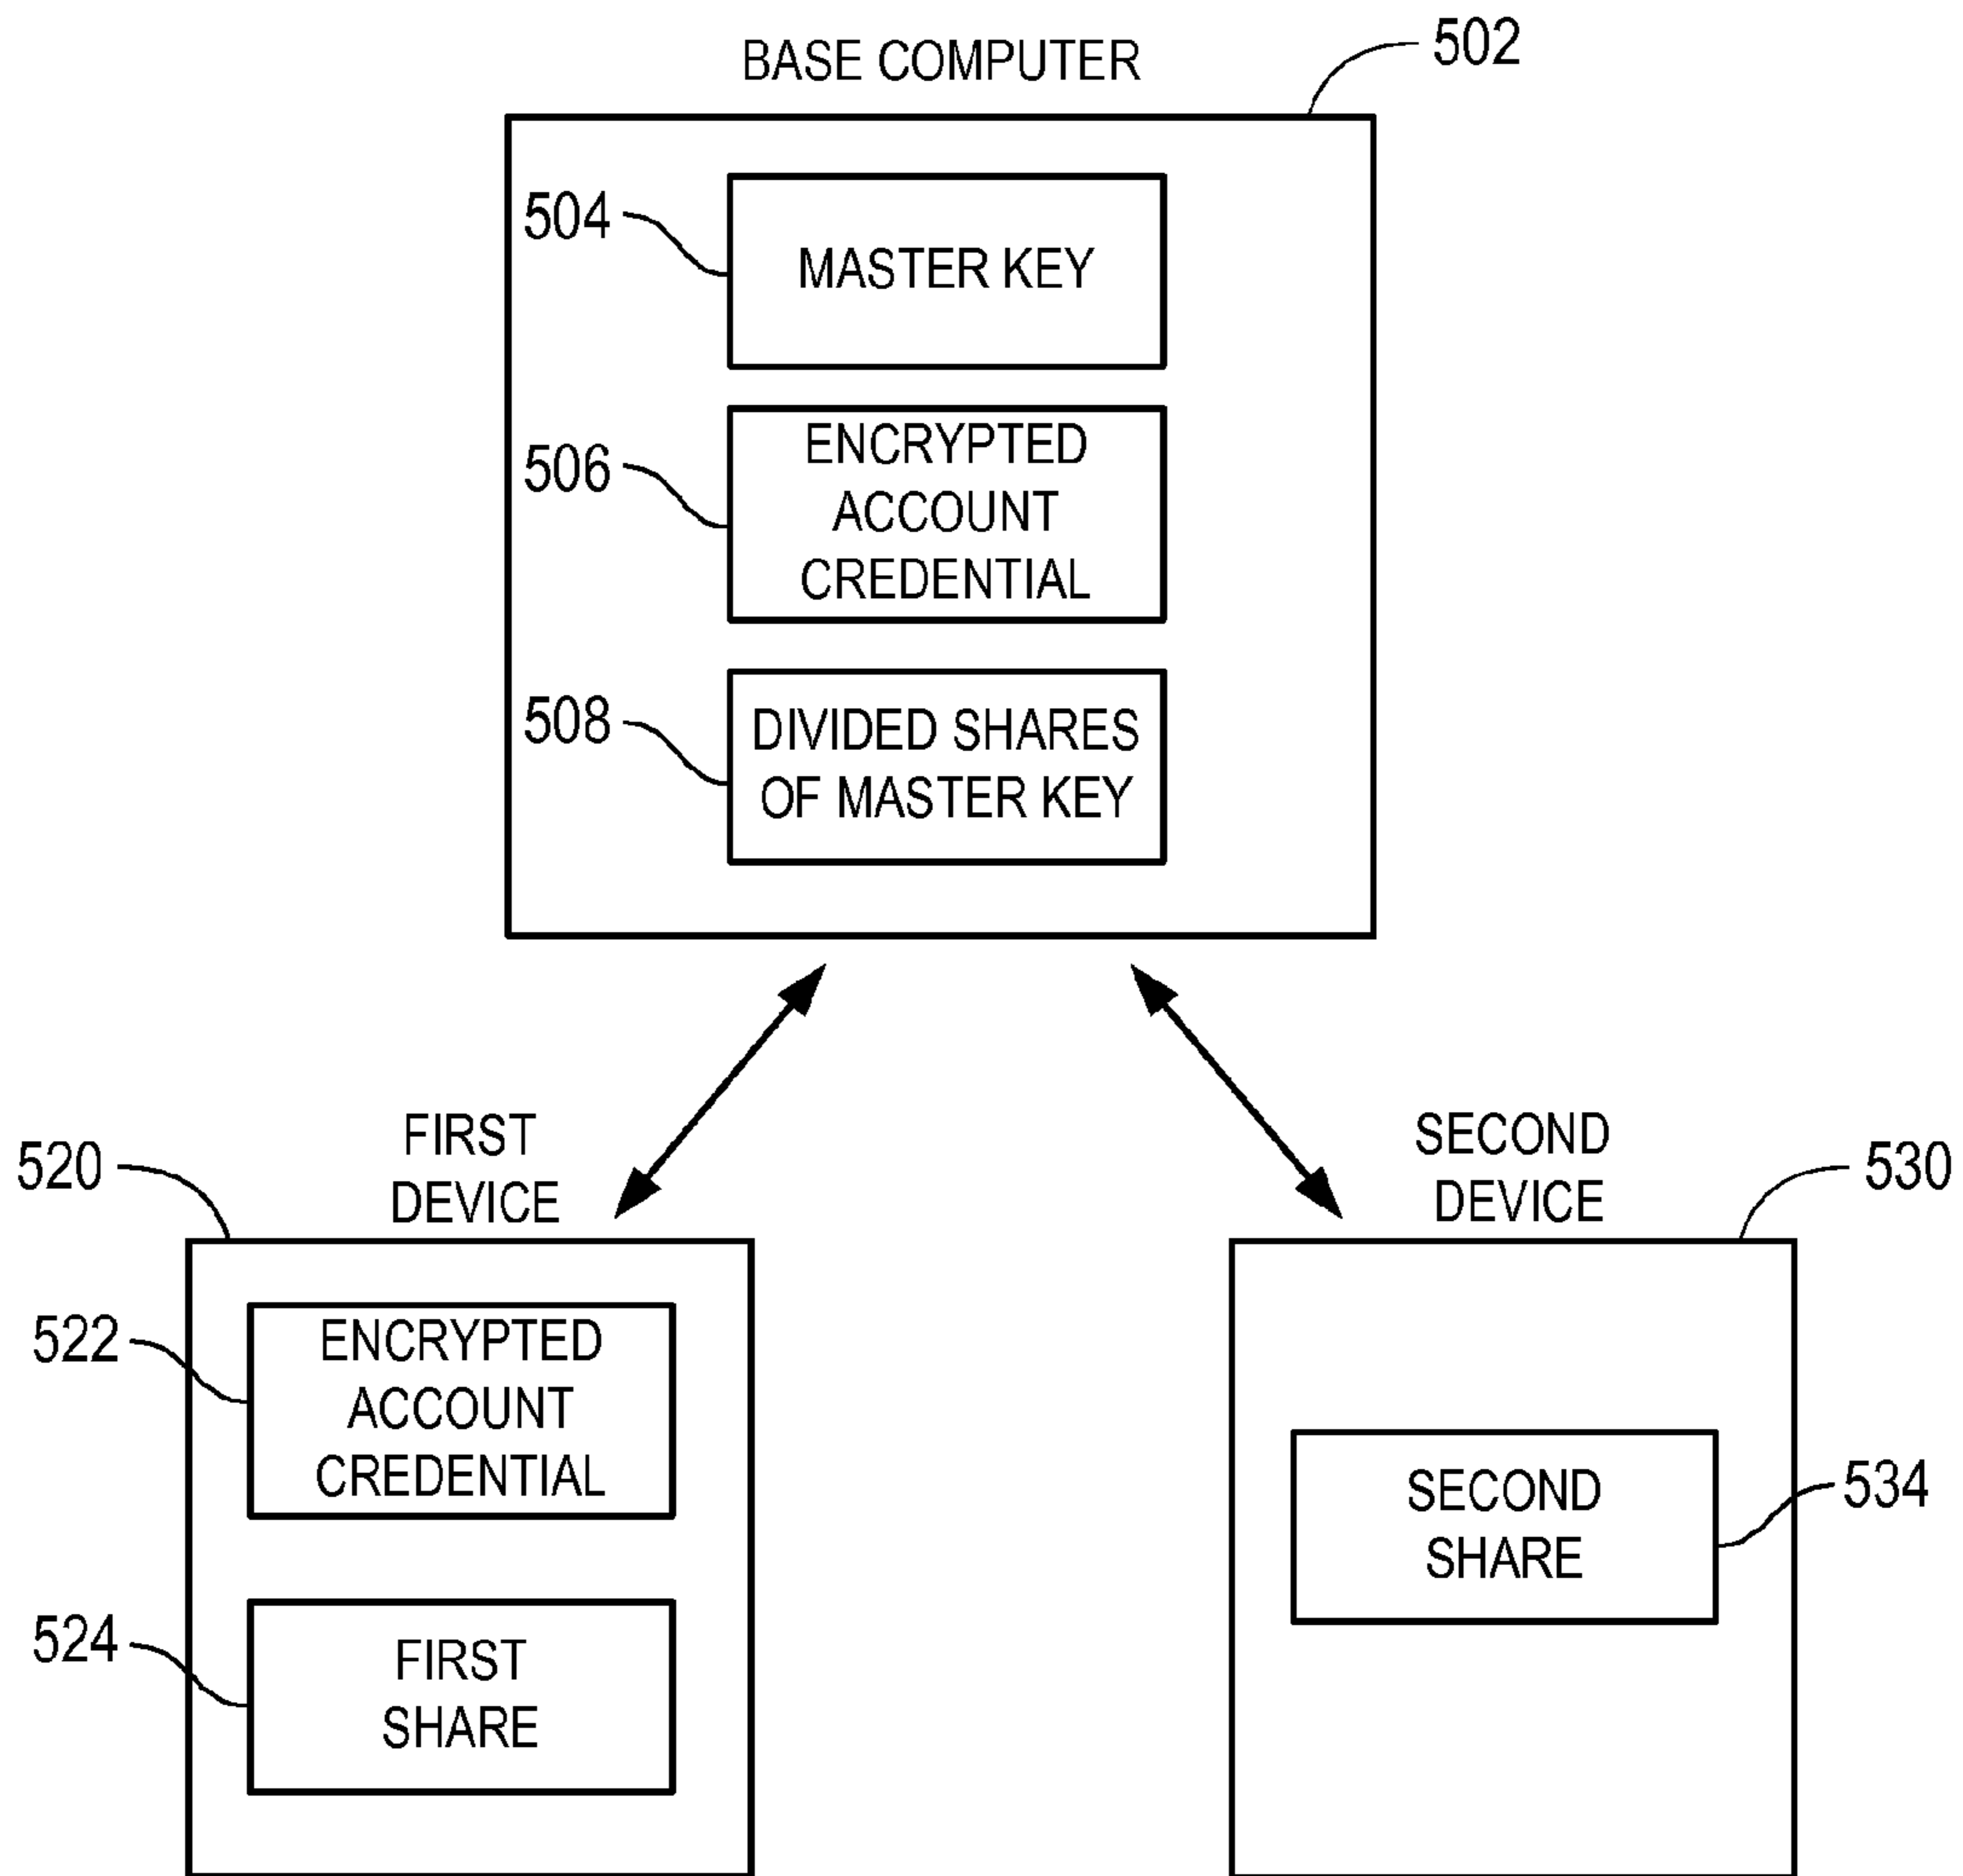 BASE COMPUTER
502
504
MASTER KEY
506
ENCRYPTED
ACCOUNT
CREDENTIAL
508
DIVIDED SHARES
OF MASTER KEY
520
FIRST
DEVICE
522
ENCRYPTED
ACCOUNT
CREDENTIAL
524
FIRST
SHARE
SECOND
DEVICE
530
SECOND
SHARE
534